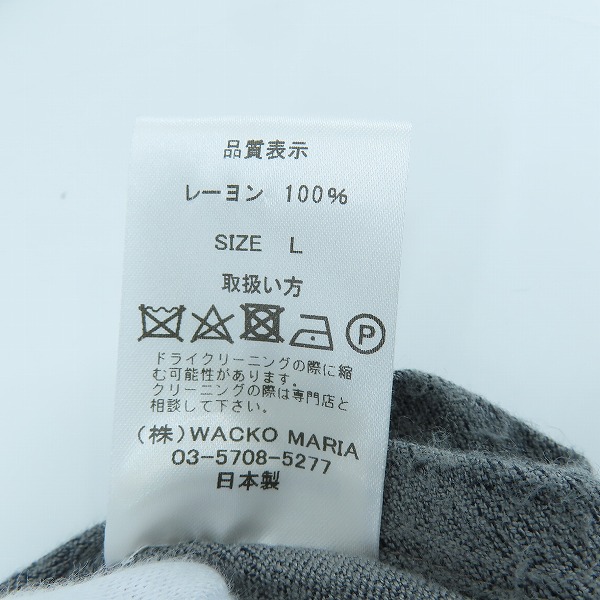 品質表示
レーヨン 100%
SIZE L
取扱い方
P
ドライクリーニングの際に縮
む可能性があります。
クリーニングの際は専門店と
相談して下さい。
(株)WACKO MARIA
03-5708-5277
日本製